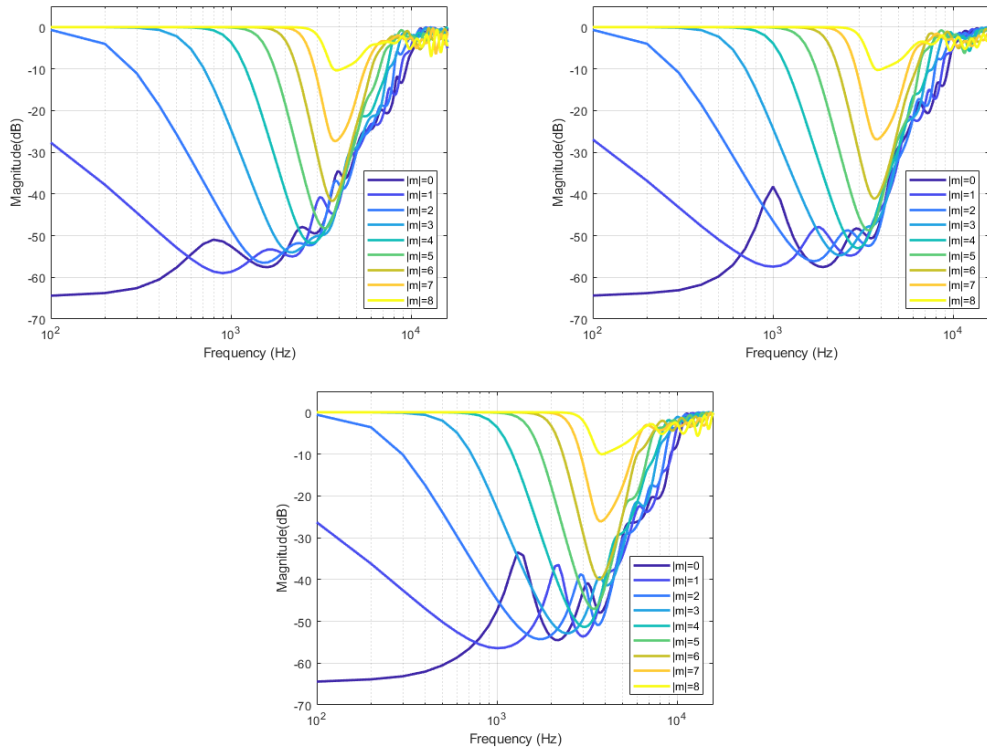 0
-10
-20
-30
-40
-50
-60
-70
Magnitude(dB)
10²
10³
10⁴
Frequency (Hz)
|m|=0
|m|=1
|m|=2
|m|=3
|m|=4
|m|=5
|m|=6
|m|=7
|m|=8
0
-10
-20
-30
-40
-50
-60
-70
Magnitude(dB)
10²
10³
10⁴
Frequency (Hz)
|m|=0
|m|=1
|m|=2
|m|=3
|m|=4
|m|=5
|m|=6
|m|=7
|m|=8
0
-10
-20
-30
-40
-50
-60
-70
Magnitude(dB)
10²
10³
10⁴
Frequency (Hz)
|m|=0
|m|=1
|m|=2
|m|=3
|m|=4
|m|=5
|m|=6
|m|=7
|m|=8